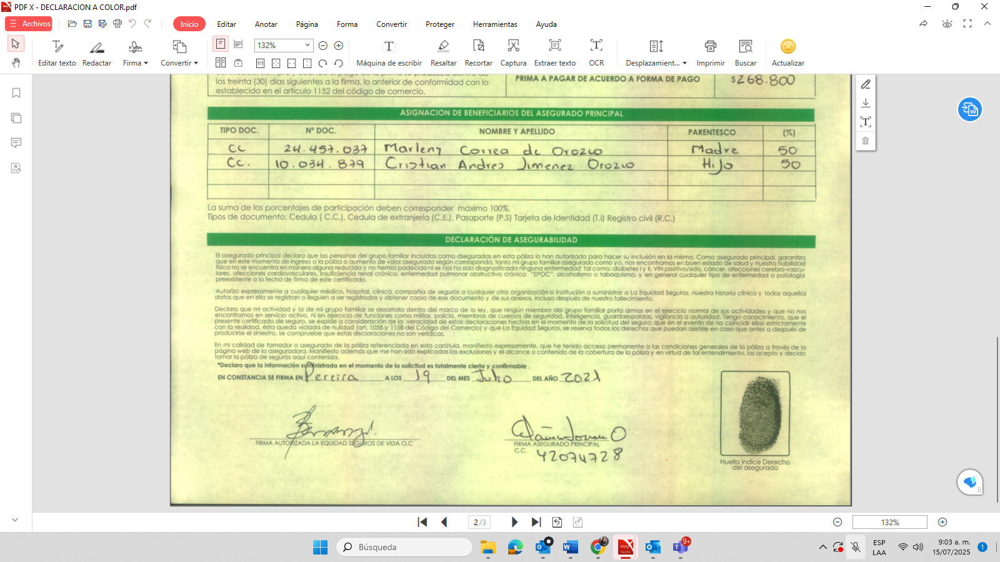 PDF X - DECLARACION A COLOR.pdf
Archivos
Inicio Editar Anotar Página Forma Convertir Proteger Herramientas Ayuda
132%
Editar texto Redactar Firma Convertir Máquina de escribir Resaltar Recortar Captura Extraer texto OCR Desplazamient... Imprimir Buscar Actualizar
los treinta (30) días siguientes a la firma, lo anterior de conformidad con lo
establecido en el artículo 1152 del código de comercio.
PRIMA A PAGAR DE ACUERDO A FORMA DE PAGO $268.800
ASIGNACION DE BENEFICIARIOS DEL ASEGURADO PRINCIPAL
TIPO DOC. N° DOC. NOMBRE Y APELLIDO PARENTESCO (%)
CC 24.457.037 Marleny Correa de Orozco Madre 50
CC. 10.034.879 Cristian Andres Jimenez Orozco Hijo 50
La suma de los porcentajes de participación deben corresponder máximo 100%.
Tipos de documento: Cedula ( C.C.), Cedula de extranjería (C.E.), Pasaporte (P.S) Tarjeta de Identidad (T.I) Registro civil (R.C.)
DECLARACIÓN DE ASEGURABILIDAD
El asegurado principal declara que las personas del grupo familiar incluidas como aseguradas en esta póliza lo han autorizado para hacer su inclusión en la misma. Como asegurado principal, garantizo
que en este momento de ingreso a la póliza o aumento de valor asegurado según corresponda, tanto mi grupo familiar asegurado como yo, nos encontramos en buen estado de salud y nuestra habilidad
física no se encuentra en manera alguna reducida y no hemos padecido ni se nos ha sido diagnosticada ninguna enfermedad tal como: diabetes I y II, VIH positivo/sida, cáncer, afecciones cerebro-vascu-
lares, afecciones cardiovasculares, insuficiencia renal crónica, enfermedad pulmonar obstructiva crónica "EPOC", alcoholismo o tabaquismo, y en general cualquier tipo de enfermedad o patología
preexistente a la fecha de firma de este certificado.
Autorizo expresamente a cualquier médico, hospital, clínica, compañía de seguros o cualquier otra organización o institución a suministrar a La Equidad Seguros, nuestra historia clínica y todos aquellos
datos que en ella se registran o lleguen a ser registrados y obtener copia de ese documento y de sus anexos, incluso después de nuestro fallecimiento.
Declaro que mi actividad y la de mi grupo familiar se desarrolla dentro del marco de la ley, que ningún miembro del grupo familiar porta armas en el ejercicio normal de sus actividades y que no nos
encontramos en servicio activo, ni en ejercicio de funciones como militar, policía, miembros de cuerpos de seguridad, inteligencia, guardaespaldas, vigilancia o autoridad. Tengo conocimiento, que el
presente certificado de seguro, se expide a consideración de la veracidad de estas declaraciones hechas en el momento de la solicitud del seguro; que en el evento de no coincidir ellas estrictamente
con la realidad, ésta queda viciada de nulidad (art. 1058 y 1158 del Código del Comercio) y que La Equidad Seguros, se reserva todos los derechos que puedan asistirle en caso que antes o después de
producirse el siniestro, se compruebe que estas declaraciones no son verídicas.
En mi calidad de tomador o asegurado de la póliza referenciada en esta carátula, manifiesto expresamente, que he tenido acceso permanente a las condiciones generales de la póliza a través de la
página web de la aseguradora. Manifiesto además que me han sido explicadas las exclusiones y el alcance o contenido de la cobertura de la póliza y en virtud de tal entendimiento, las acepto y decido
tomar la póliza de seguros aquí contenida.
*Declaro que la información suministrada en el momento de la solicitud es totalmente cierta y confirmable .
EN CONSTANCIA SE FIRMA EN Pereira A LOS 19 DEL MES Julio DEL AÑO 2021
FIRMA AUTORIZADA LA EQUIDAD SEGUROS DE VIDA O.C
FIRMA ASEGURADO PRINCIPAL
C.C. 42074728
Huella Indice Derecho
del asegurado
2/3
132%
Búsqueda
9+
ESP
LAA
9:03 a. m.
15/07/2025
1